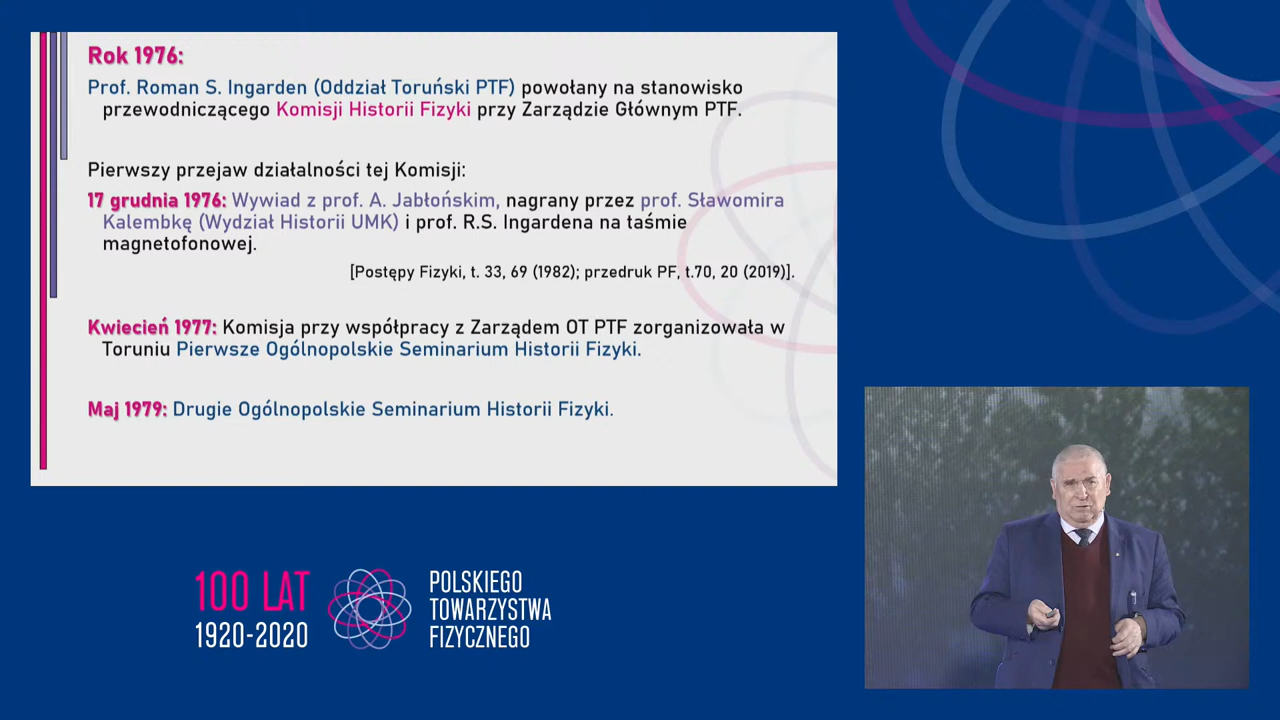 Rok 1976:
Prof. Roman S. Ingarden (Oddział Toruński PTF) powołany na stanowisko
przewodniczącego Komisji Historii Fizyki przy Zarządzie Głównym PTF.
Pierwszy przejaw działalności tej Komisji:
17 grudnia 1976: Wywiad z prof. A. Jabłońskim, nagrany przez prof. Sławomira
Kalembkę (Wydział Historii UMK) i prof. R.S. Ingardena na taśmie
magnetofonowej.
[Postępy Fizyki, t. 33, 69 (1982); przedruk PF, t.70, 20 (2019)].
Kwiecień 1977: Komisja przy współpracy z Zarządem OT PTF zorganizowała w
Toruniu Pierwsze Ogólnopolskie Seminarium Historii Fizyki.
Maj 1979: Drugie Ogólnopolskie Seminarium Historii Fizyki.
100 LAT
1920-2020
POLSKIEGO
TOWARZYSTWA
FIZYCZNEGO